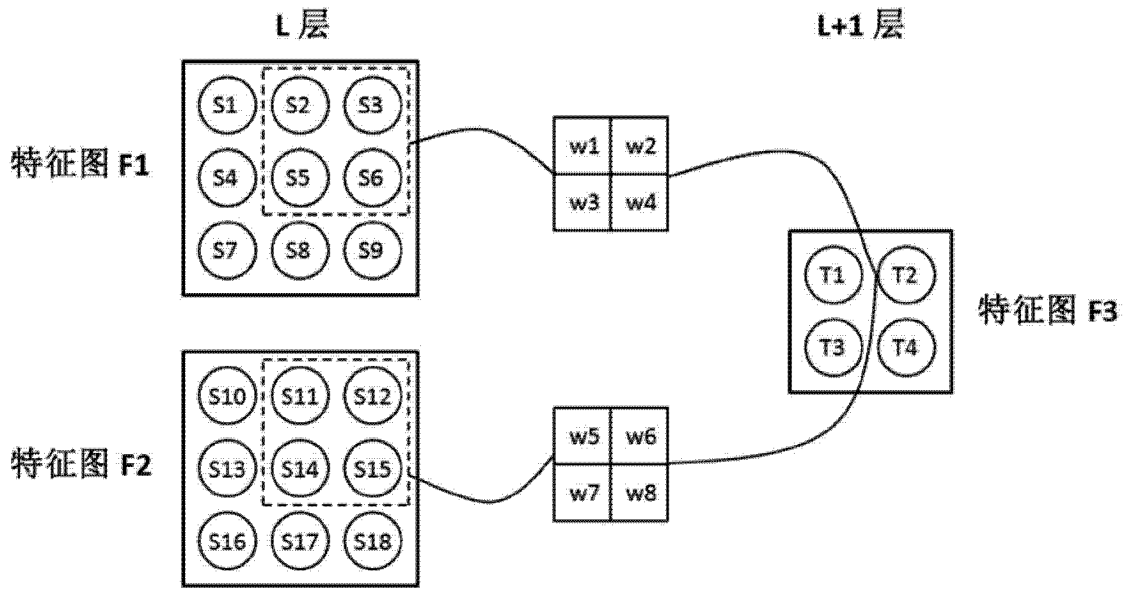 L 层
L+1 层
特征图 F1
S1 S2 S3
S4 S5 S6
S7 S8 S9
w1 w2
w3 w4
T1 T2
T3 T4
特征图 F3
特征图 F2
S10 S11 S12
S13 S14 S15
S16 S17 S18
w5 w6
w7 w8